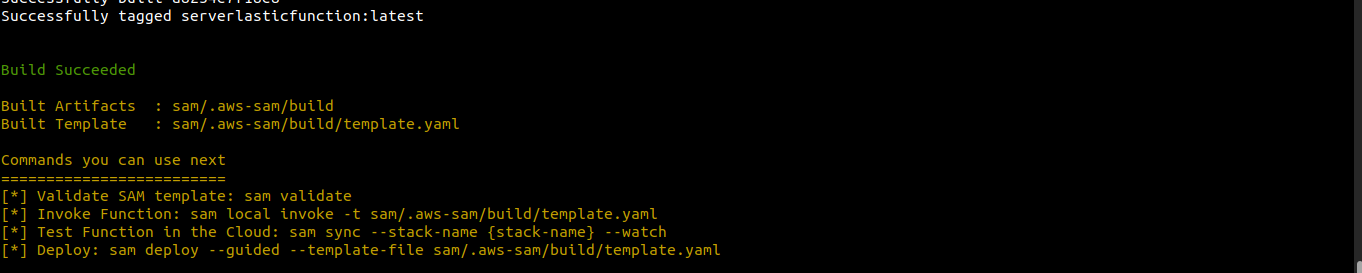 Successfully tagged serverlasticfunction:latest
Build Succeeded
Built Artifacts  : sam/.aws-sam/build
Built Template   : sam/.aws-sam/build/template.yaml
Commands you can use next
=========================
[*] Validate SAM template: sam validate
[*] Invoke Function: sam local invoke -t sam/.aws-sam/build/template.yaml
[*] Test Function in the Cloud: sam sync --stack-name {stack-name} --watch
[*] Deploy: sam deploy --guided --template-file sam/.aws-sam/build/template.yaml